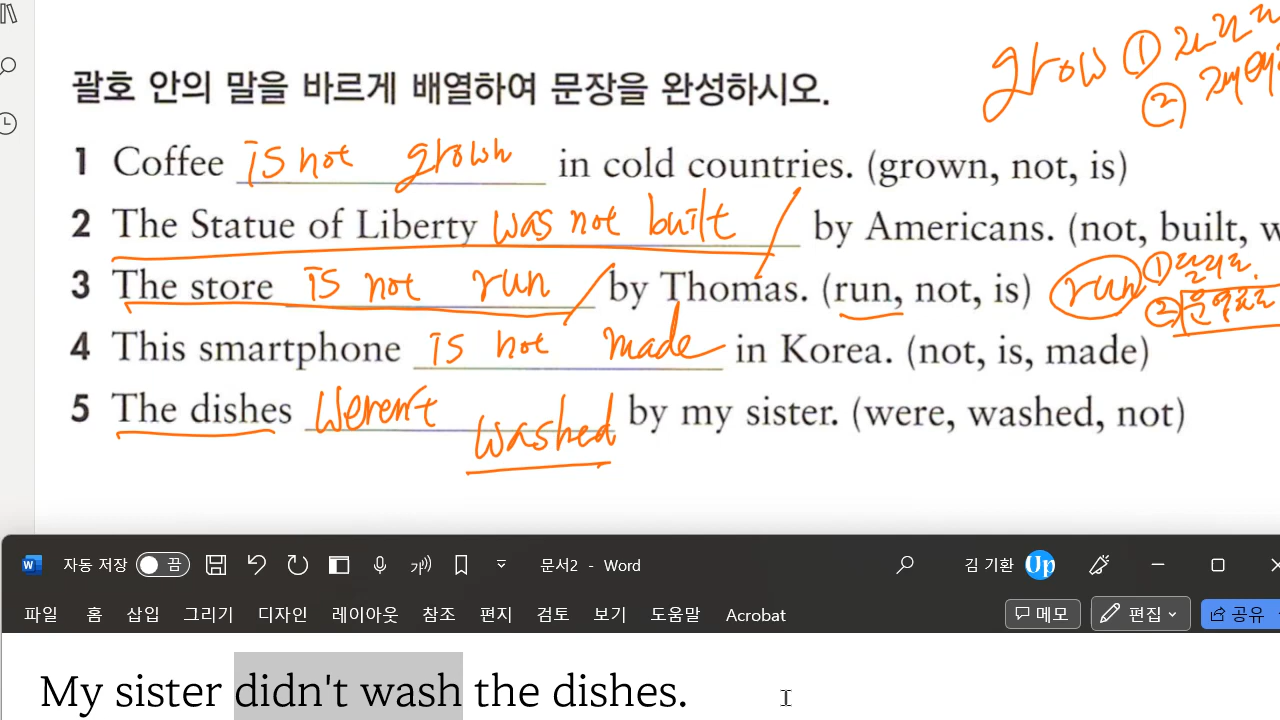 grow ① 자라다
②
괄호 안의 말을 바르게 배열하여 문장을 완성하시오.
1 Coffee is not grown in cold countries. (grown, not, is)
2 The Statue of Liberty was not built by Americans. (not, built, w
3 The store is not run by Thomas. (run, not, is) run ① 달리다.
② 운영하다
4 This smartphone is not made in Korea. (not, is, made)
5 The dishes weren't washed by my sister. (were, washed, not)
자동 저장 끔 가 문서2 - Word 김 기환 Up
파일 홈 삽입 그리기 디자인 레이아웃 참조 편지 검토 보기 도움말 Acrobat 메모 편집 공유
My sister didn't wash the dishes.